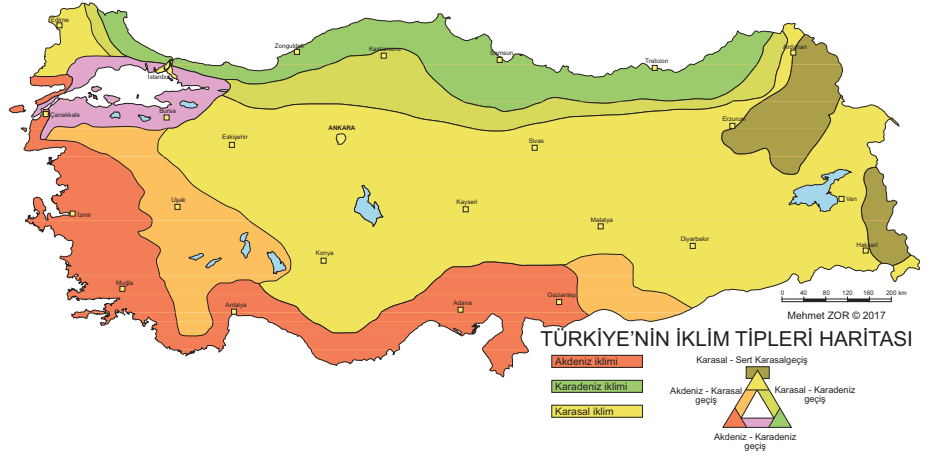 Edirne
İstanbul
Zonguldak
Kastamonu
Samsun
Trabzon
Ardahan
Çanakkale
Bursa
Eskişehir
ANKARA
Sivas
Erzurum
Uşak
İzmir
Kayseri
Malatya
Van
Diyarbakır
Hakkari
Konya
Muğla
Antalya
Adana
Gaziantep
0 40 80 120 160 200 km
Mehmet ZOR © 2017
TÜRKİYE'NİN İKLİM TİPLERİ HARİTASI
Akdeniz iklimi
Karadeniz iklimi
Karasal iklim
Karasal - Sert Karasalgeçiş
Akdeniz - Karasal
geçiş
Karasal - Karadeniz
geçiş
Akdeniz - Karadeniz
geçiş